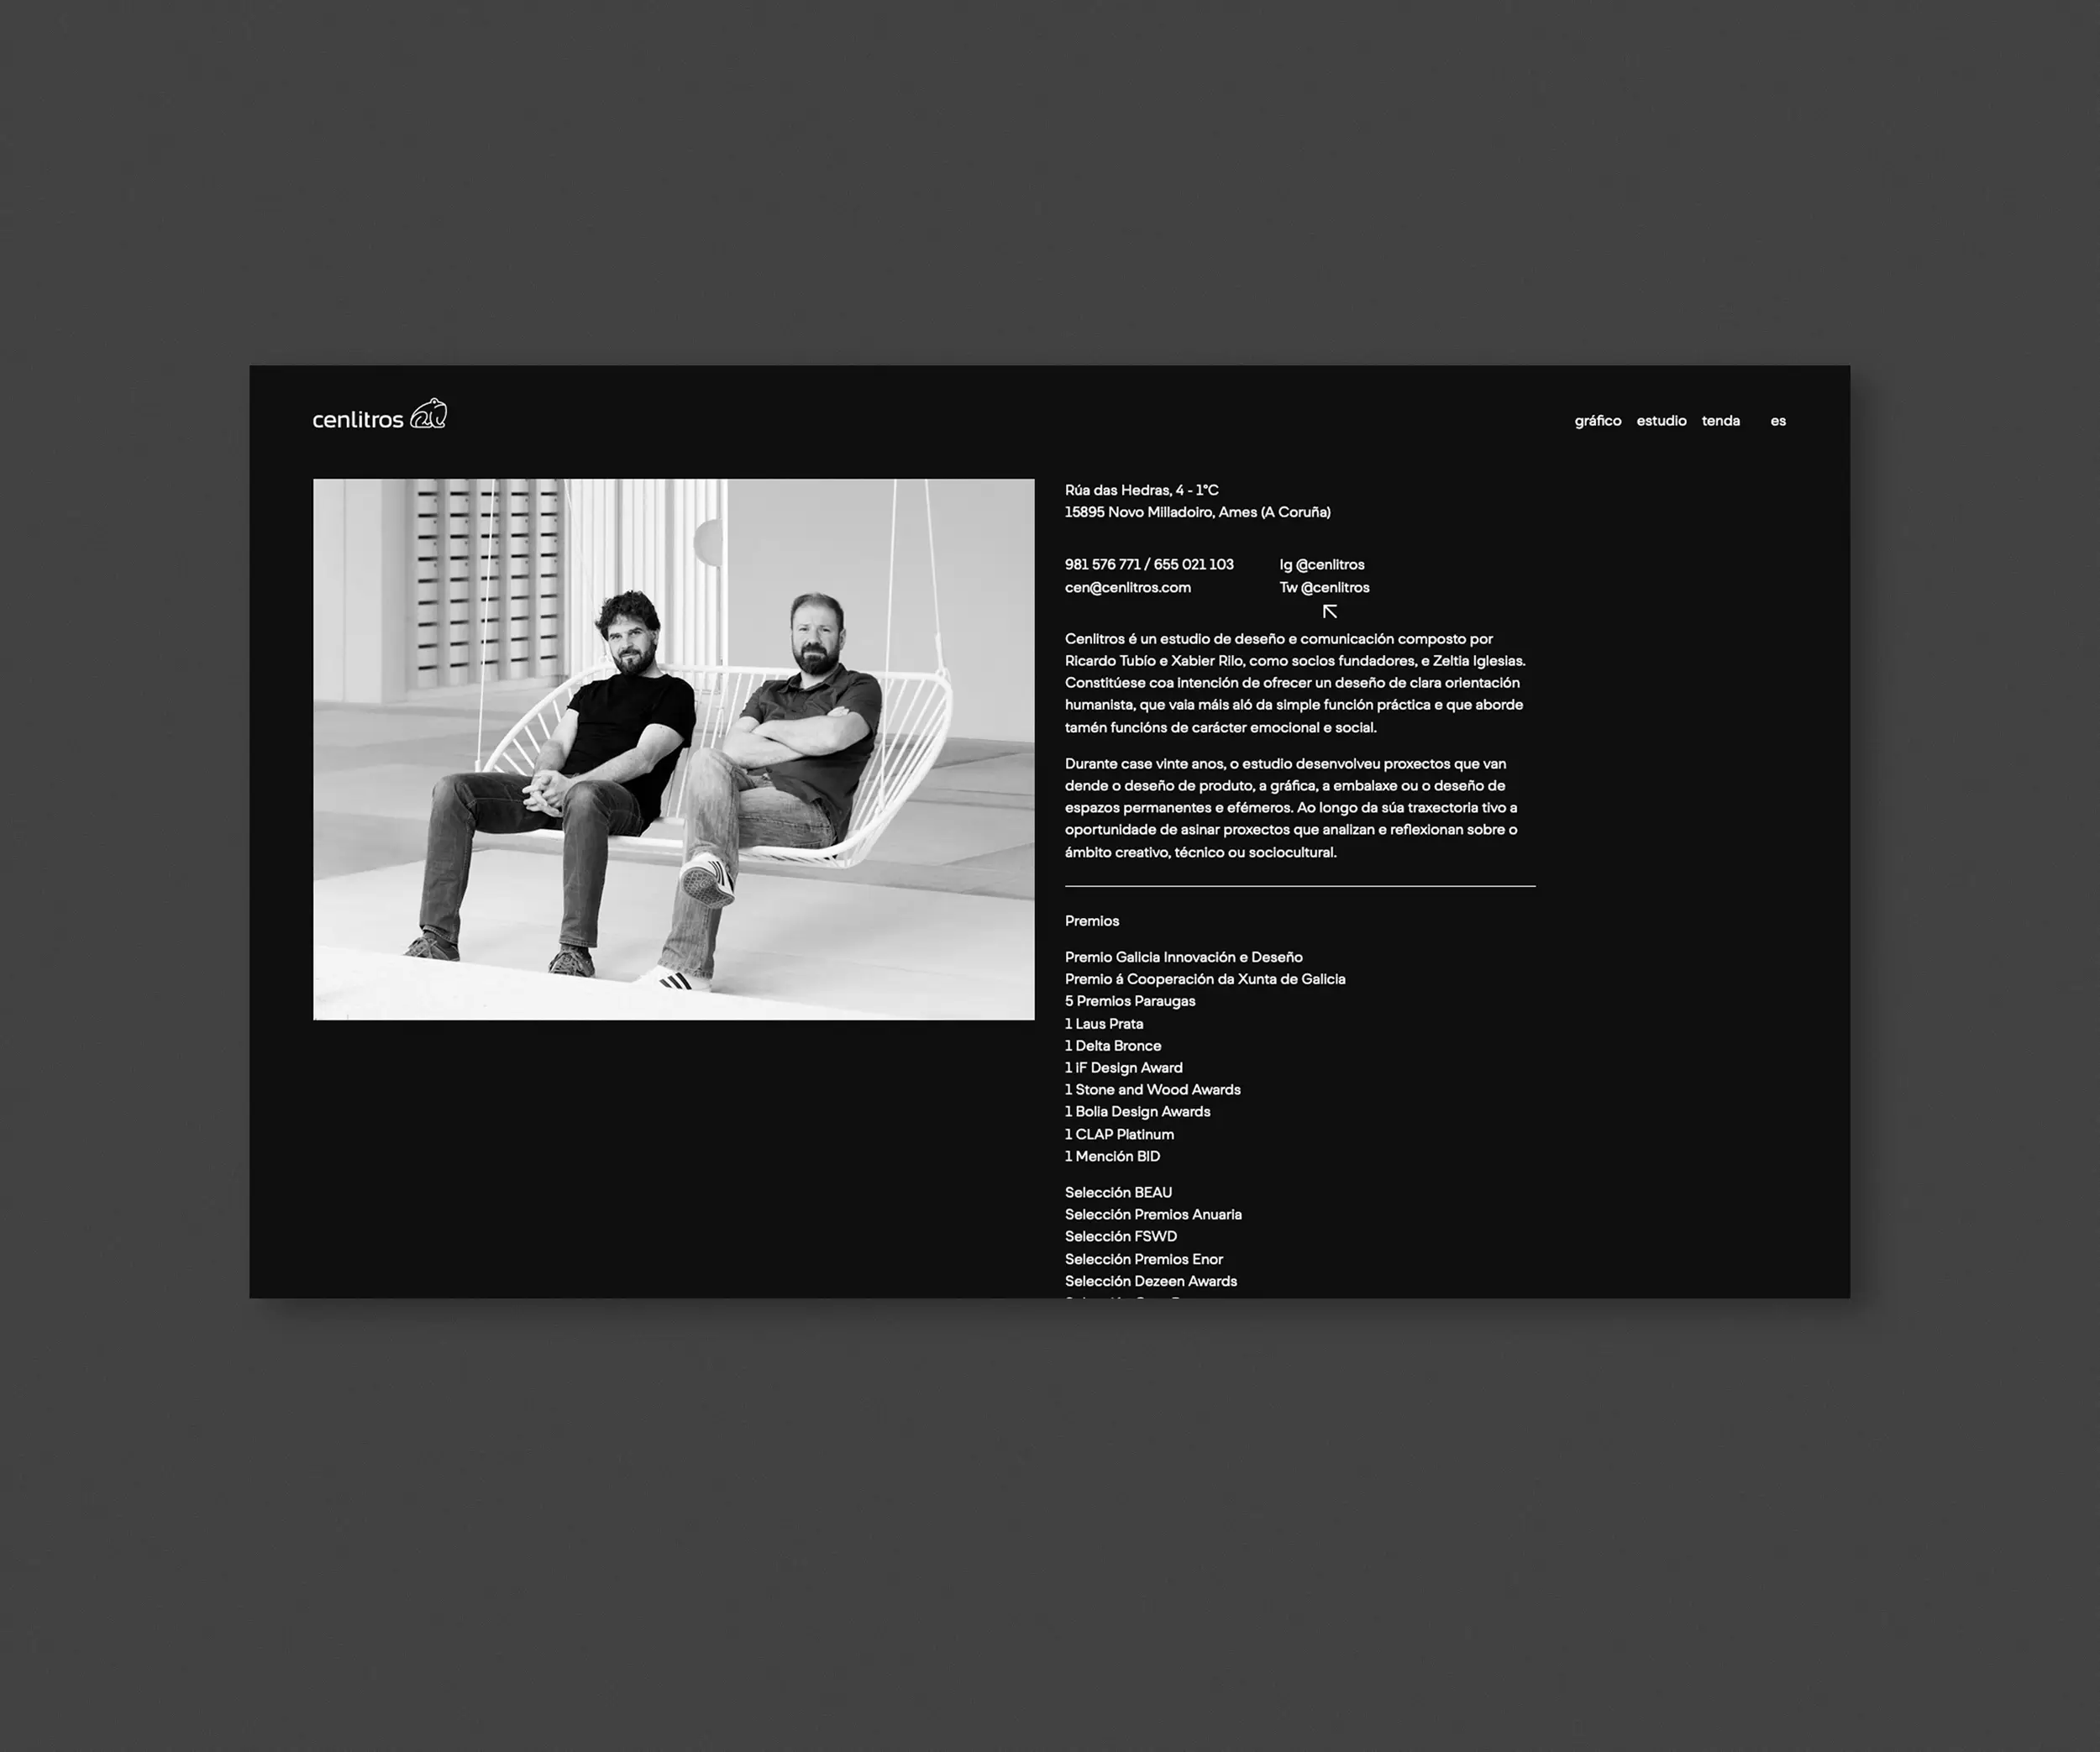 cenlitros
gráfico estudio tenda es
Rúa das Hedras, 4 - 1°C
15895 Novo Milladoiro, Ames (A Coruña)
981 576 771 / 655 021 103
cen@cenlitros.com
Ig @cenlitros
Tw @cenlitros
Cenlitros é un estudio de deseño e comunicación composto por
Ricardo Tubío e Xabier Rilo, como socios fundadores, e Zeltia Iglesias.
Constitúese coa intención de ofrecer un deseño de clara orientación
humanista, que vaia máis aló da simple función práctica e que aborde
tamén funcións de carácter emocional e social.
Durante case vinte anos, o estudio desenvolveu proxectos que van
dende o deseño de produto, a gráfica, a embalaxe ou o deseño de
espazos permanentes e efémeros. Ao longo da súa traxectoria tivo a
oportunidade de asinar proxectos que analizan e reflexionan sobre o
ámbito creativo, técnico ou sociocultural.
Premios
Premio Galicia Innovación e Deseño
Premio á Cooperación da Xunta de Galicia
5 Premios Paraugas
1 Laus Prata
1 Delta Bronce
1 iF Design Award
1 Stone and Wood Awards
1 Bolia Design Awards
1 CLAP Platinum
1 Mención BID
Selección BEAU
Selección Premios Anuaria
Selección FSWD
Selección Premios Enor
Selección Dezeen Awards